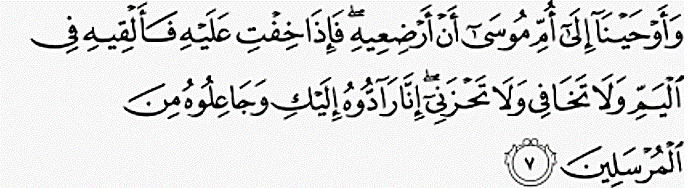 وَأَوْحَيْنَآ إِلَىٰٓ أُمِّ مُوسَىٰٓ أَنْ أَرْضِعِيهِ ۖ فَإِذَا خِفْتِ عَلَيْهِ فَأَلْقِيهِ فِى
ٱلْيَمِّ وَلَا تَخَافِى وَلَا تَحْزَنِىٓ ۖ إِنَّا رَآدُّوهُ إِلَيْكِ وَجَاعِلُوهُ مِنَ
ٱلْمُرْسَلِينَ ٧